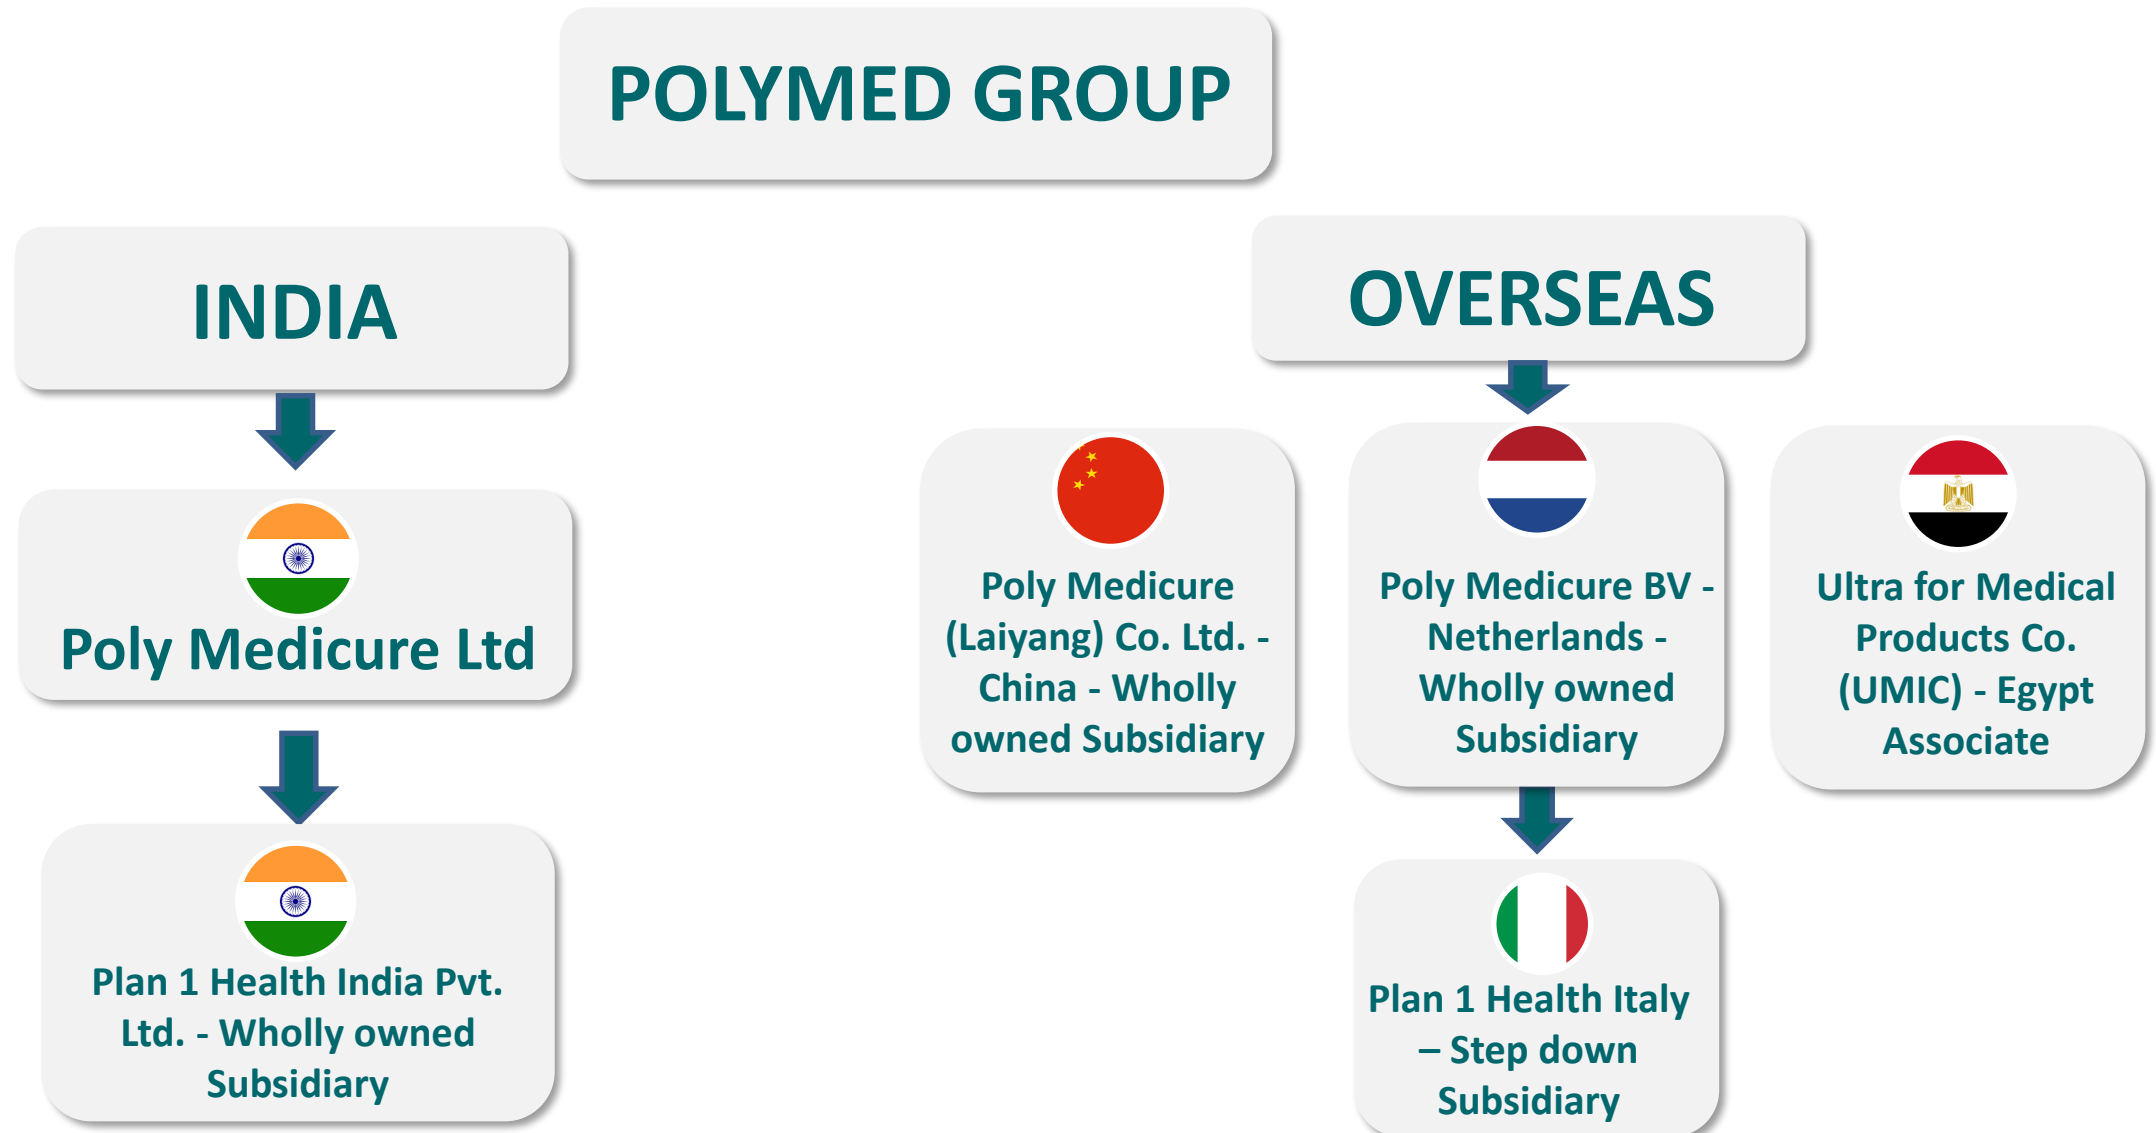 POLYMED GROUP
INDIA
OVERSEAS
Poly Medicure Ltd
Plan 1 Health India Pvt.
Ltd. - Wholly owned
Subsidiary
Poly Medicure
(Laiyang) Co. Ltd. -
China - Wholly
owned Subsidiary
Poly Medicure BV -
Netherlands -
Wholly owned
Subsidiary
Ultra for Medical
Products Co.
(UMIC) - Egypt
Associate
Plan 1 Health Italy
– Step down
Subsidiary